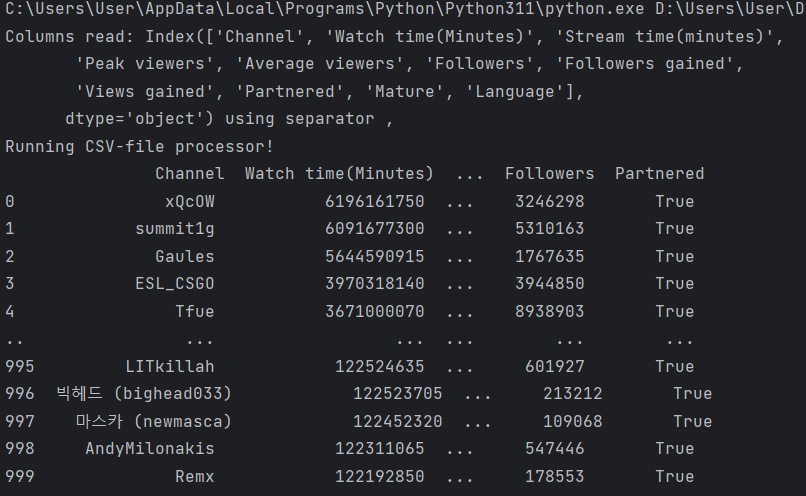 C:\Users\User\AppData\Local\Programs\Python\Python311\python.exe D:\Users\User\D
Columns read: Index(['Channel', 'Watch time(Minutes)', 'Stream time(minutes)',
'Peak viewers', 'Average viewers', 'Followers', 'Followers gained',
'Views gained', 'Partnered', 'Mature', 'Language'],
dtype='object') using separator ,
Running CSV-file processor!
Channel Watch time(Minutes) ... Followers Partnered
0 xQcOW 6196161750 ... 3246298 True
1 summit1g 6091677300 ... 5310163 True
2 Gaules 5644590915 ... 1767635 True
3 ESL_CSGO 3970318140 ... 3944850 True
4 Tfue 3671000070 ... 8938903 True
.. ... ... ... ... ...
995 LITkillah 122524635 ... 601927 True
996 빅헤드 (bighead033) 122523705 ... 213212 True
997 마스카 (newmasca) 122452320 ... 109068 True
998 AndyMilonakis 122311065 ... 547446 True
999 Remx 122192850 ... 178553 True